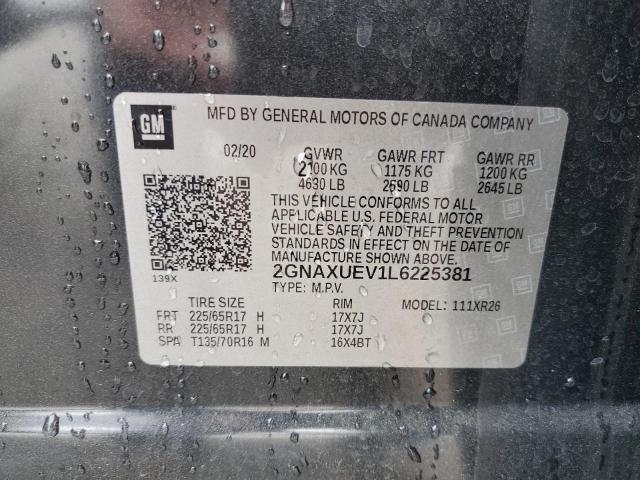 GM
MFD BY GENERAL MOTORS OF CANADA COMPANY
02/20 GVWR GAWR FRT GAWR RR
2100 KG 1175 KG 1200 KG
4630 LB 2590 LB 2645 LB
THIS VEHICLE CONFORMS TO ALL
APPLICABLE U.S. FEDERAL MOTOR
VEHICLE SAFETY AND THEFT PREVENTION
STANDARDS IN EFFECT ON THE DATE OF
MANUFACTURE SHOWN ABOVE.
2GNAXUEV1L6225381
139X
TYPE: M.P.V.
TIRE SIZE RIM MODEL: 111XR26
FRT 225/65R17 H 17X7J
RR 225/65R17 H 17X7J
SPA T135/70R16 M 16X4BT